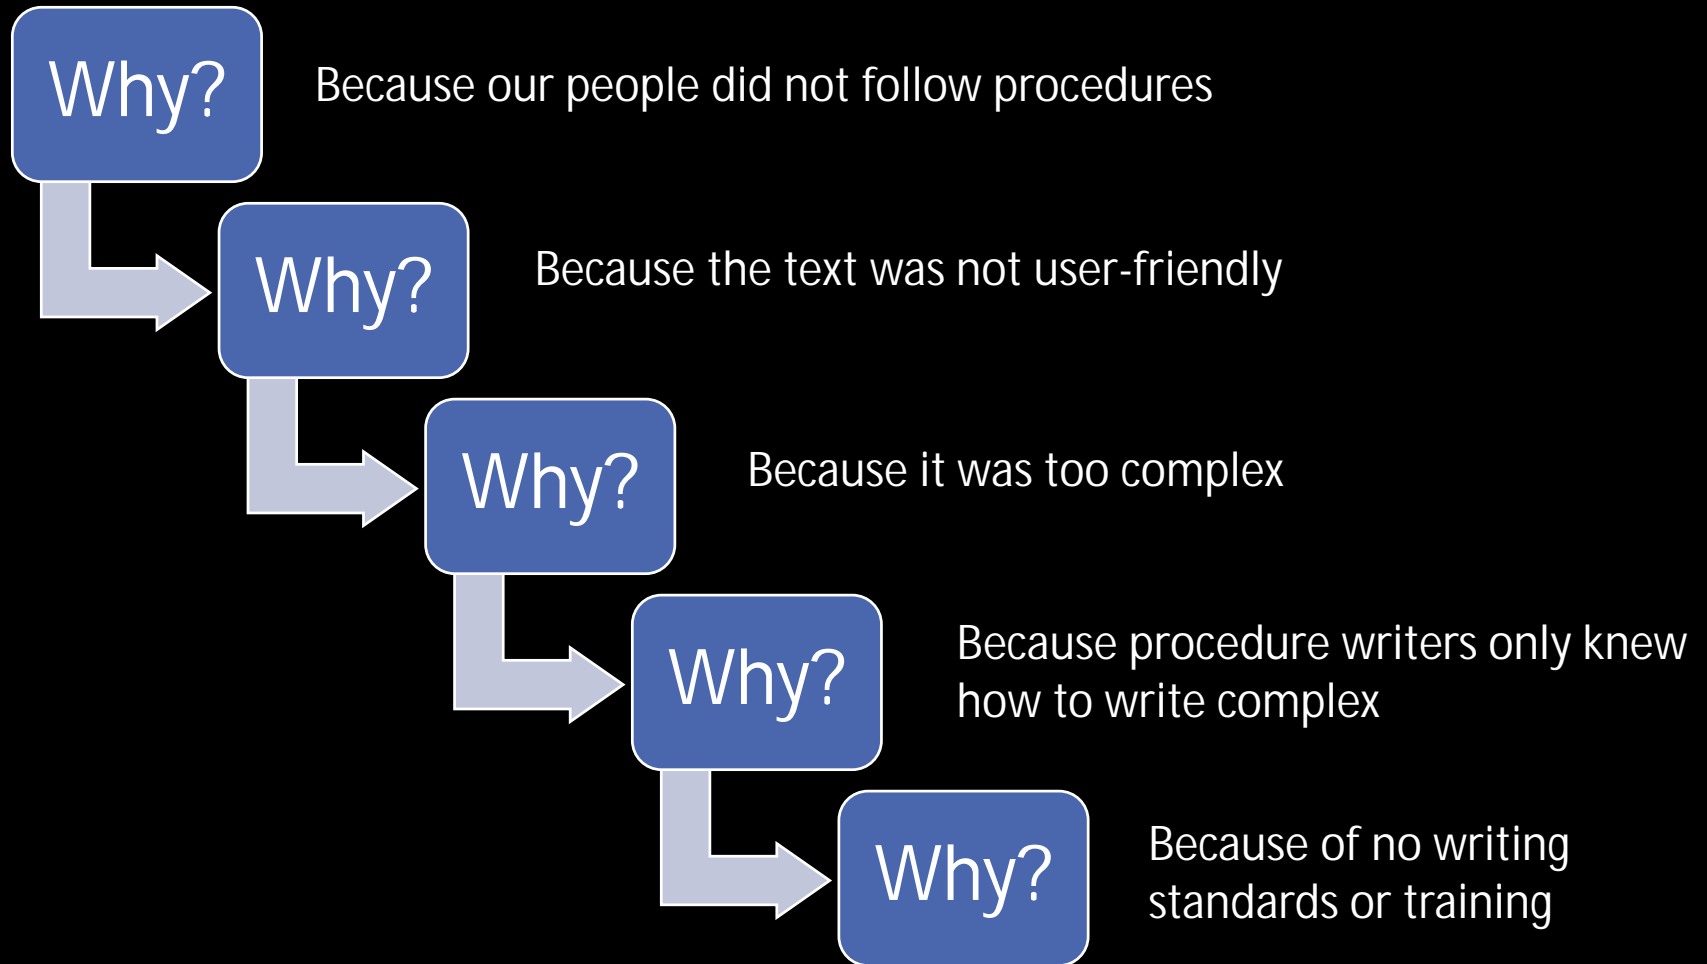 Why?
Because our people did not follow procedures
Why?
Because the text was not user-friendly
Why?
Because it was too complex
Why?
Because procedure writers only knew
how to write complex
Why?
Because of no writing
standards or training